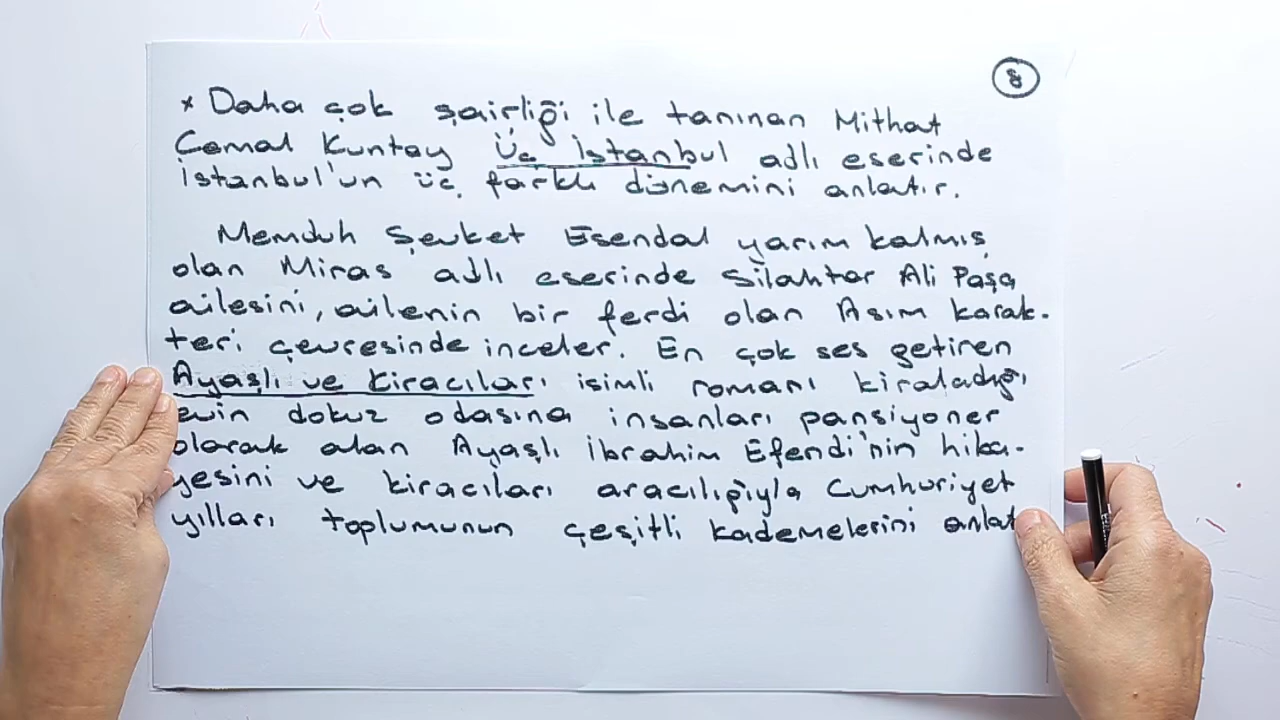 8
* Daha çok şairliği ile tanınan Mithat
Cemal Kuntay Üç İstanbul adlı eserinde
İstanbul'un üç farklı dönemini anlatır.
Memduh Şevket Esendal yarım kalmış
olan Miras adlı eserinde Silahtar Ali Paşa
ailesini, ailenin bir ferdi olan Asım karak-
teri çevresinde inceler. En çok ses getiren
Ayaşlı ve Kiracıları isimli romanı kiraladığı
evin dokuz odasına insanları pansiyoner
olarak alan Ayaşlı İbrahim Efendi'nin hika-
yesini ve kiracıları aracılığıyla Cumhuriyet
yılları toplumunun çeşitli kademelerini anlat